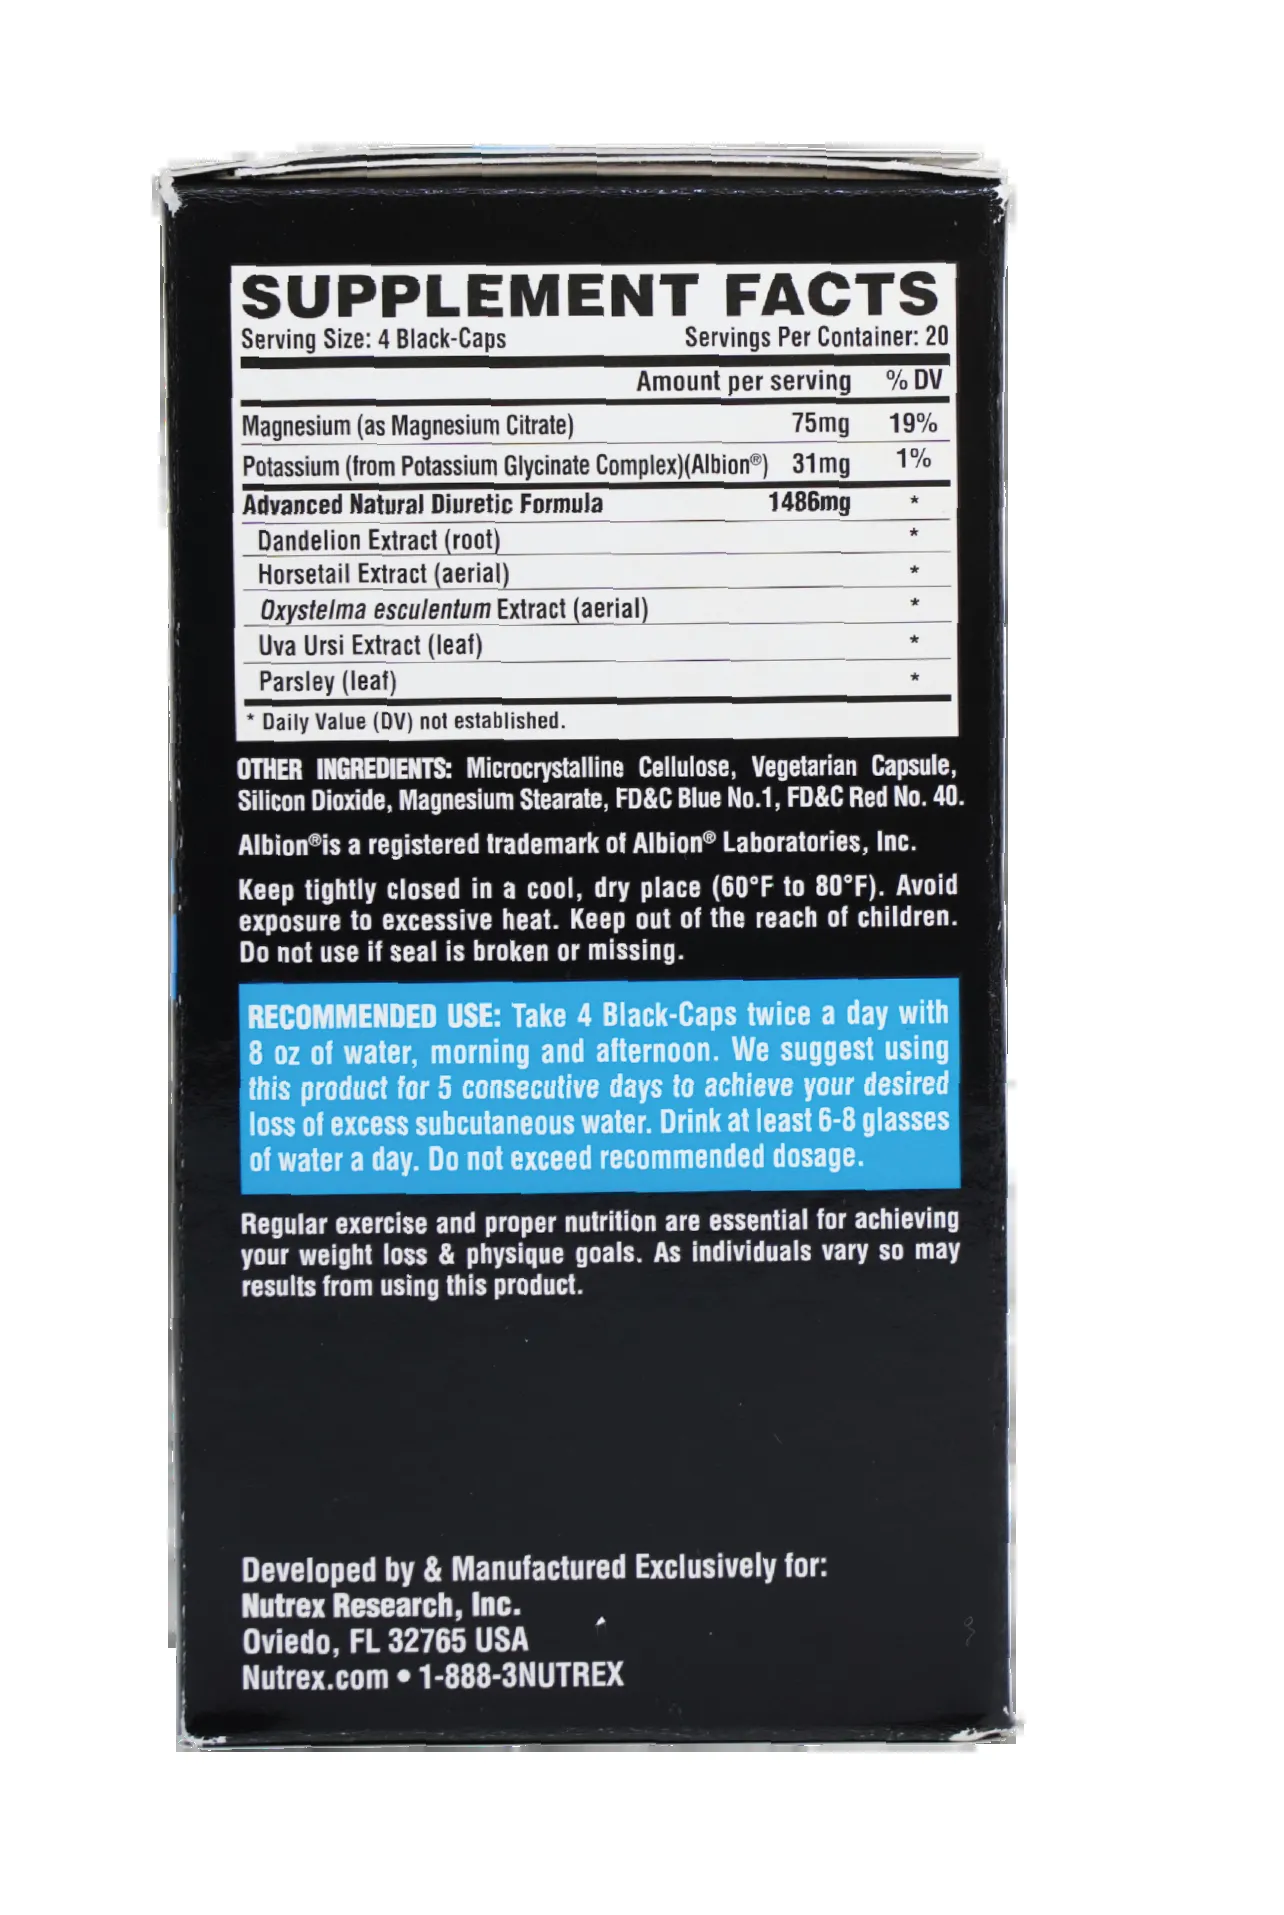 SUPPLEMENT FACTS
Serving Size: 4 Black-Caps Servings Per Container: 20
Amount per serving % DV
Magnesium (as Magnesium Citrate) 75mg 19%
Potassium (from Potassium Glycinate Complex)(Albion®) 31mg 1%
Advanced Natural Diuretic Formula 1486mg *
Dandelion Extract (root) *
Horsetail Extract (aerial) *
Oxystelma esculentum Extract (aerial) *
Uva Ursi Extract (leaf) *
Parsley (leaf) *
* Daily Value (DV) not established.
OTHER INGREDIENTS: Microcrystalline Cellulose, Vegetarian Capsule,
Silicon Dioxide, Magnesium Stearate, FD&C Blue No.1, FD&C Red No. 40.
Albion®is a registered trademark of Albion® Laboratories, Inc.
Keep tightly closed in a cool, dry place (60°F to 80°F). Avoid
exposure to excessive heat. Keep out of the reach of children.
Do not use if seal is broken or missing.
RECOMMENDED USE: Take 4 Black-Caps twice a day with
8 oz of water, morning and afternoon. We suggest using
this product for 5 consecutive days to achieve your desired
loss of excess subcutaneous water. Drink at least 6-8 glasses
of water a day. Do not exceed recommended dosage.
Regular exercise and proper nutrition are essential for achieving
your weight loss & physique goals. As individuals vary so may
results from using this product.
Developed by & Manufactured Exclusively for:
Nutrex Research, Inc.
Oviedo, FL 32765 USA
Nutrex.com • 1-888-3NUTREX